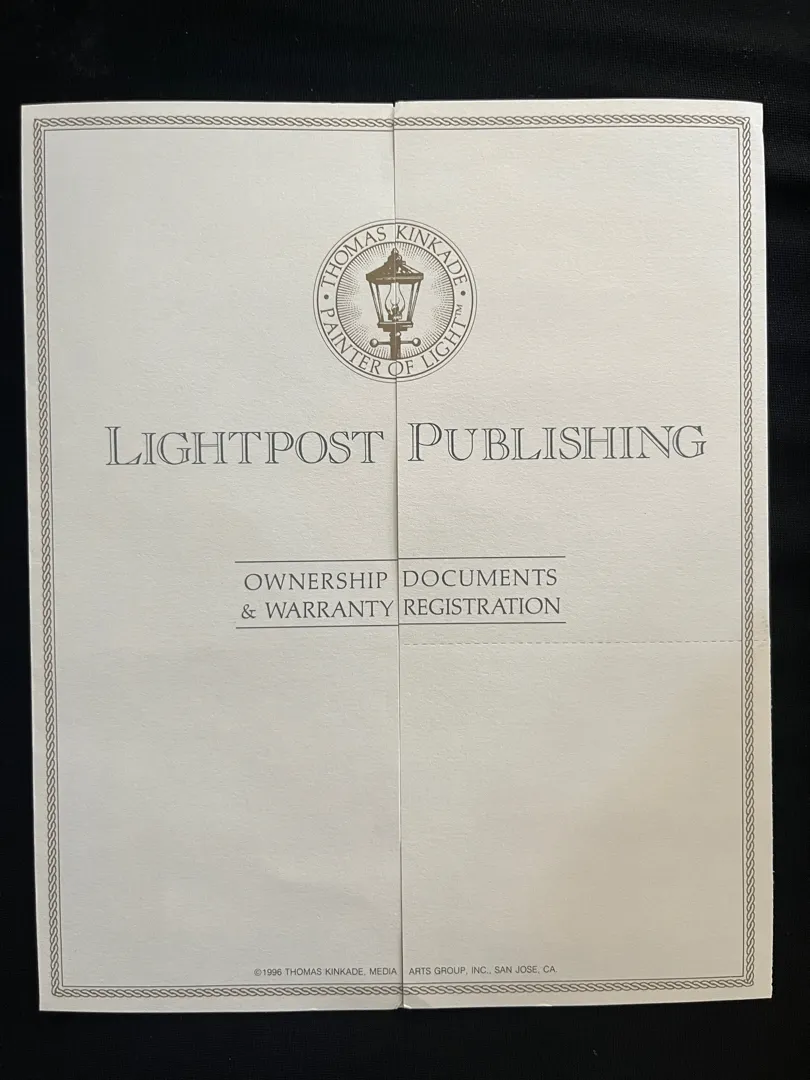 THOMAS KINKADE
PAINTER OF LIGHT™
LIGHTPOST PUBLISHING
OWNERSHIP DOCUMENTS
& WARRANTY REGISTRATION
©1996 THOMAS KINKADE, MEDIA ARTS GROUP, INC., SAN JOSE, CA.